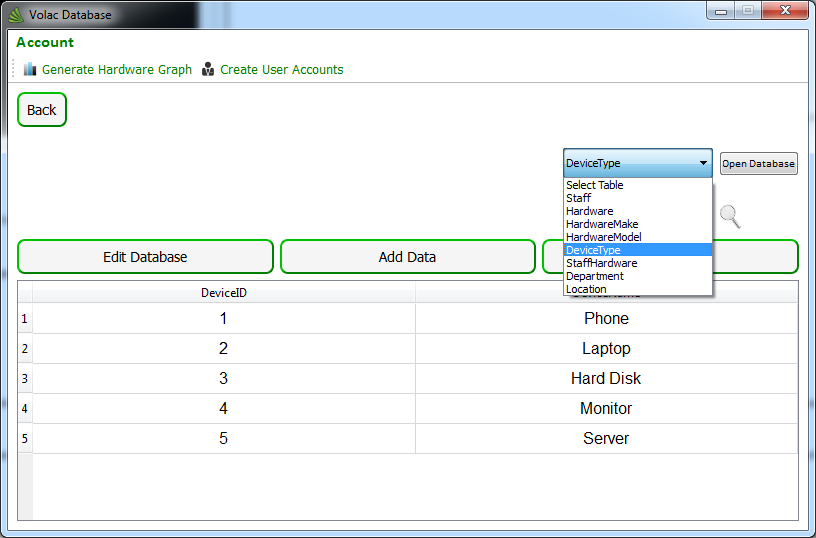 Volac Database
Account
Generate Hardware Graph Create User Accounts
Back
DeviceType Open Database
Select Table
Staff
Hardware
HardwareMake
HardwareModel
DeviceType
StaffHardware
Department
Location
Edit Database Add Data
DeviceID
1 1 Phone
2 2 Laptop
3 3 Hard Disk
4 4 Monitor
5 5 Server